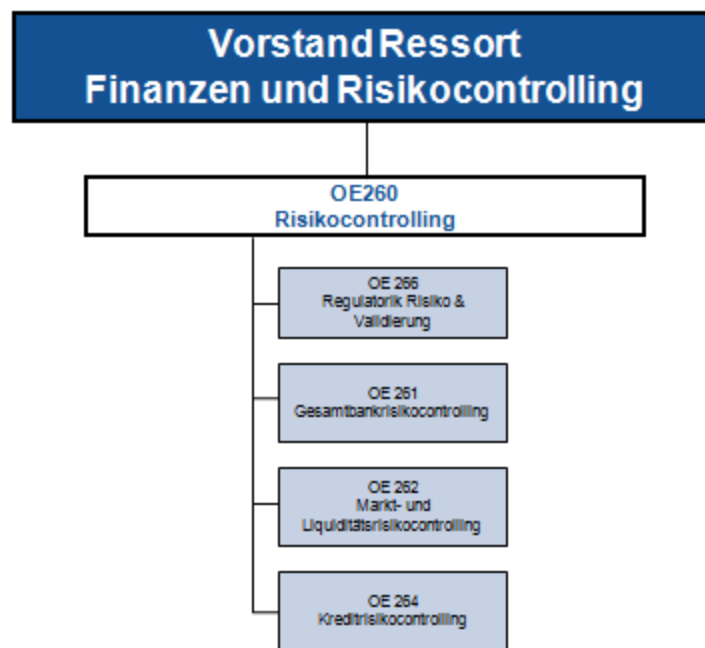 Vorstand Ressort
Finanzen und Risikocontrolling
OE260
Risikocontrolling
OE 266
Regulatorik Risiko &
Validierung
OE 261
Gesamtbankrisikocontrolling
OE 262
Markt- und
Liquiditätsrisikocontrolling
OE 264
Kreditrisikocontrolling